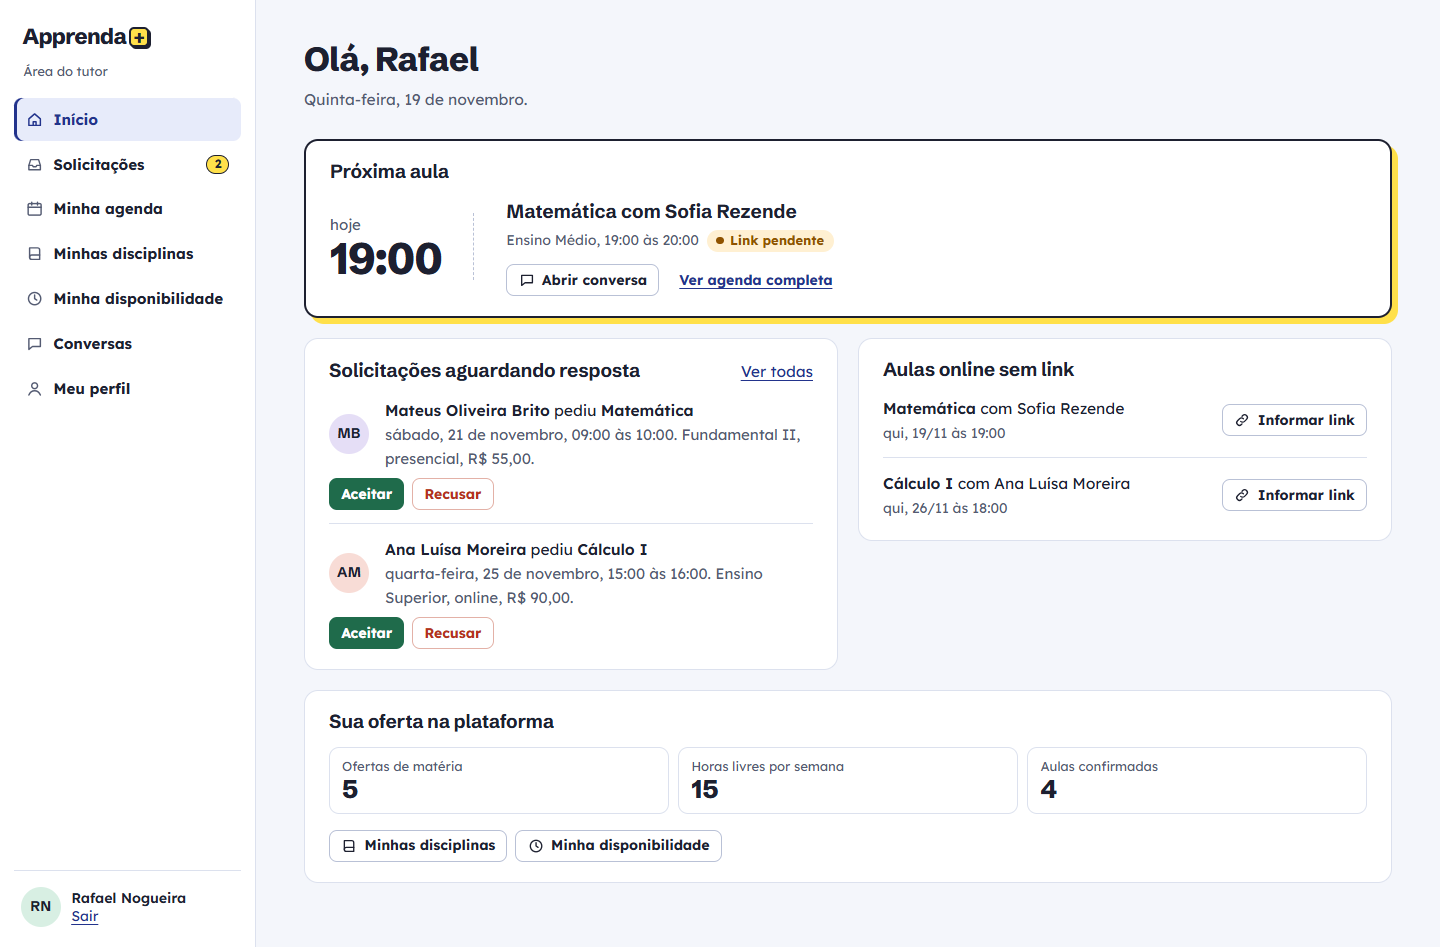 Apprenda+
Área do tutor
Início
Solicitações 2
Minha agenda
Minhas disciplinas
Minha disponibilidade
Conversas
Meu perfil
RN
Rafael Nogueira
Sair
Olá, Rafael
Quinta-feira, 19 de novembro.
Próxima aula
hoje
19:00
Matemática com Sofia Rezende
Ensino Médio, 19:00 às 20:00 Link pendente
Abrir conversa Ver agenda completa
Solicitações aguardando resposta Ver todas
MB
Mateus Oliveira Brito pediu Matemática
sábado, 21 de novembro, 09:00 às 10:00. Fundamental II,
presencial, R$ 55,00.
Aceitar Recusar
AM
Ana Luísa Moreira pediu Cálculo I
quarta-feira, 25 de novembro, 15:00 às 16:00. Ensino
Superior, online, R$ 90,00.
Aceitar Recusar
Aulas online sem link
Matemática com Sofia Rezende
qui, 19/11 às 19:00
Informar link
Cálculo I com Ana Luísa Moreira
qui, 26/11 às 18:00
Informar link
Sua oferta na plataforma
Ofertas de matéria
5
Horas livres por semana
15
Aulas confirmadas
4
Minhas disciplinas Minha disponibilidade